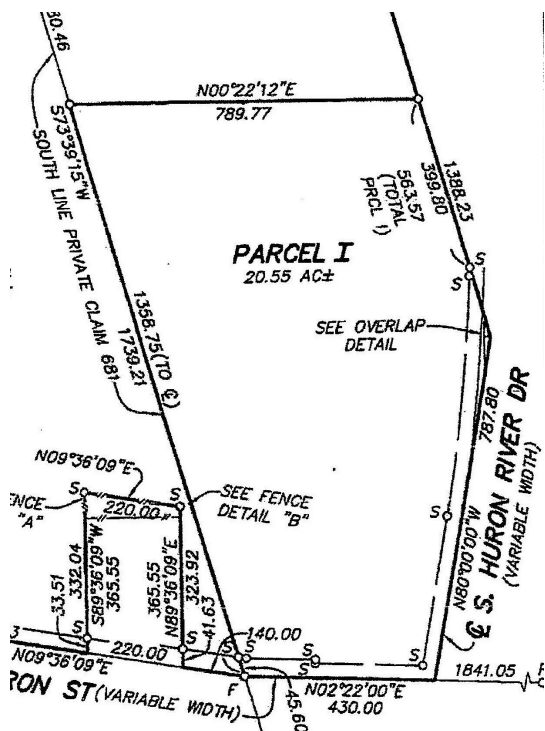 30.46
N00°22'12"E
789.77
S73°39'15"W
SOUTH LINE PRIVATE CLAIM 681
1388.23
399.80
563.57
(TOTAL
PRCL I)
PARCEL I
20.55 AC±
S
S
SEE OVERLAP
DETAIL
1358.75 (TO ℄)
1739.21
787.80
℄ S. HURON RIVER DR
(VARIABLE WIDTH)
N80°00'00"W
N09°36'09"E
S
S
ENCE
"A"
220.00
SEE FENCE
DETAIL "B"
S
332.04
S89°36'09"W
365.55
N89°36'09"E
365.55
323.92
33.51
41.63
140.00
S
S
S
S
S
S
3
N09°36'09"E
220.00
F
1841.05
F
RON ST (VARIABLE WIDTH)
45.60
N02°22'00"E
430.00